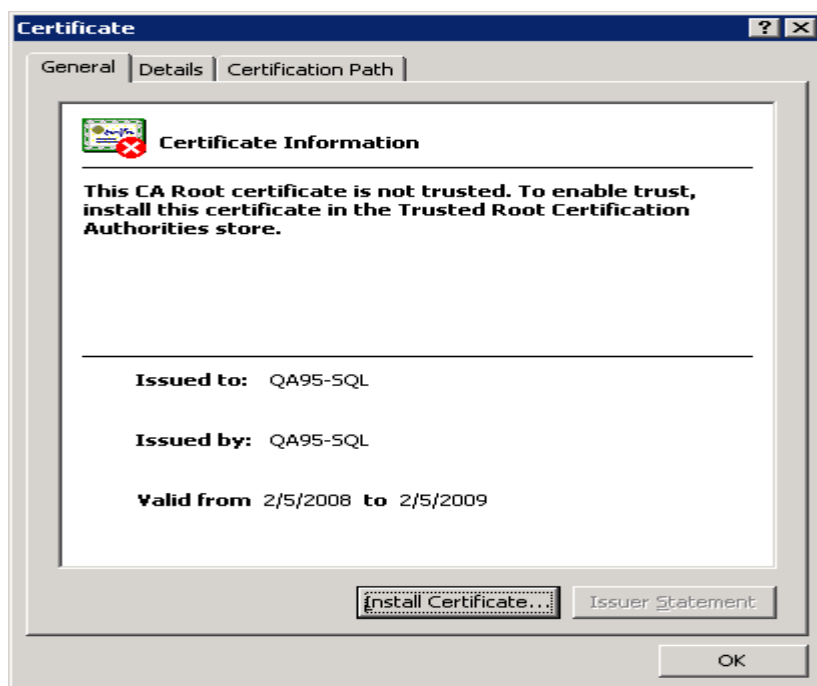 Certificate
General Details Certification Path
Certificate Information
This CA Root certificate is not trusted. To enable trust,
install this certificate in the Trusted Root Certification
Authorities store.
Issued to: QA95-SQL
Issued by: QA95-SQL
Valid from 2/5/2008 to 2/5/2009
Install Certificate... Issuer Statement
OK